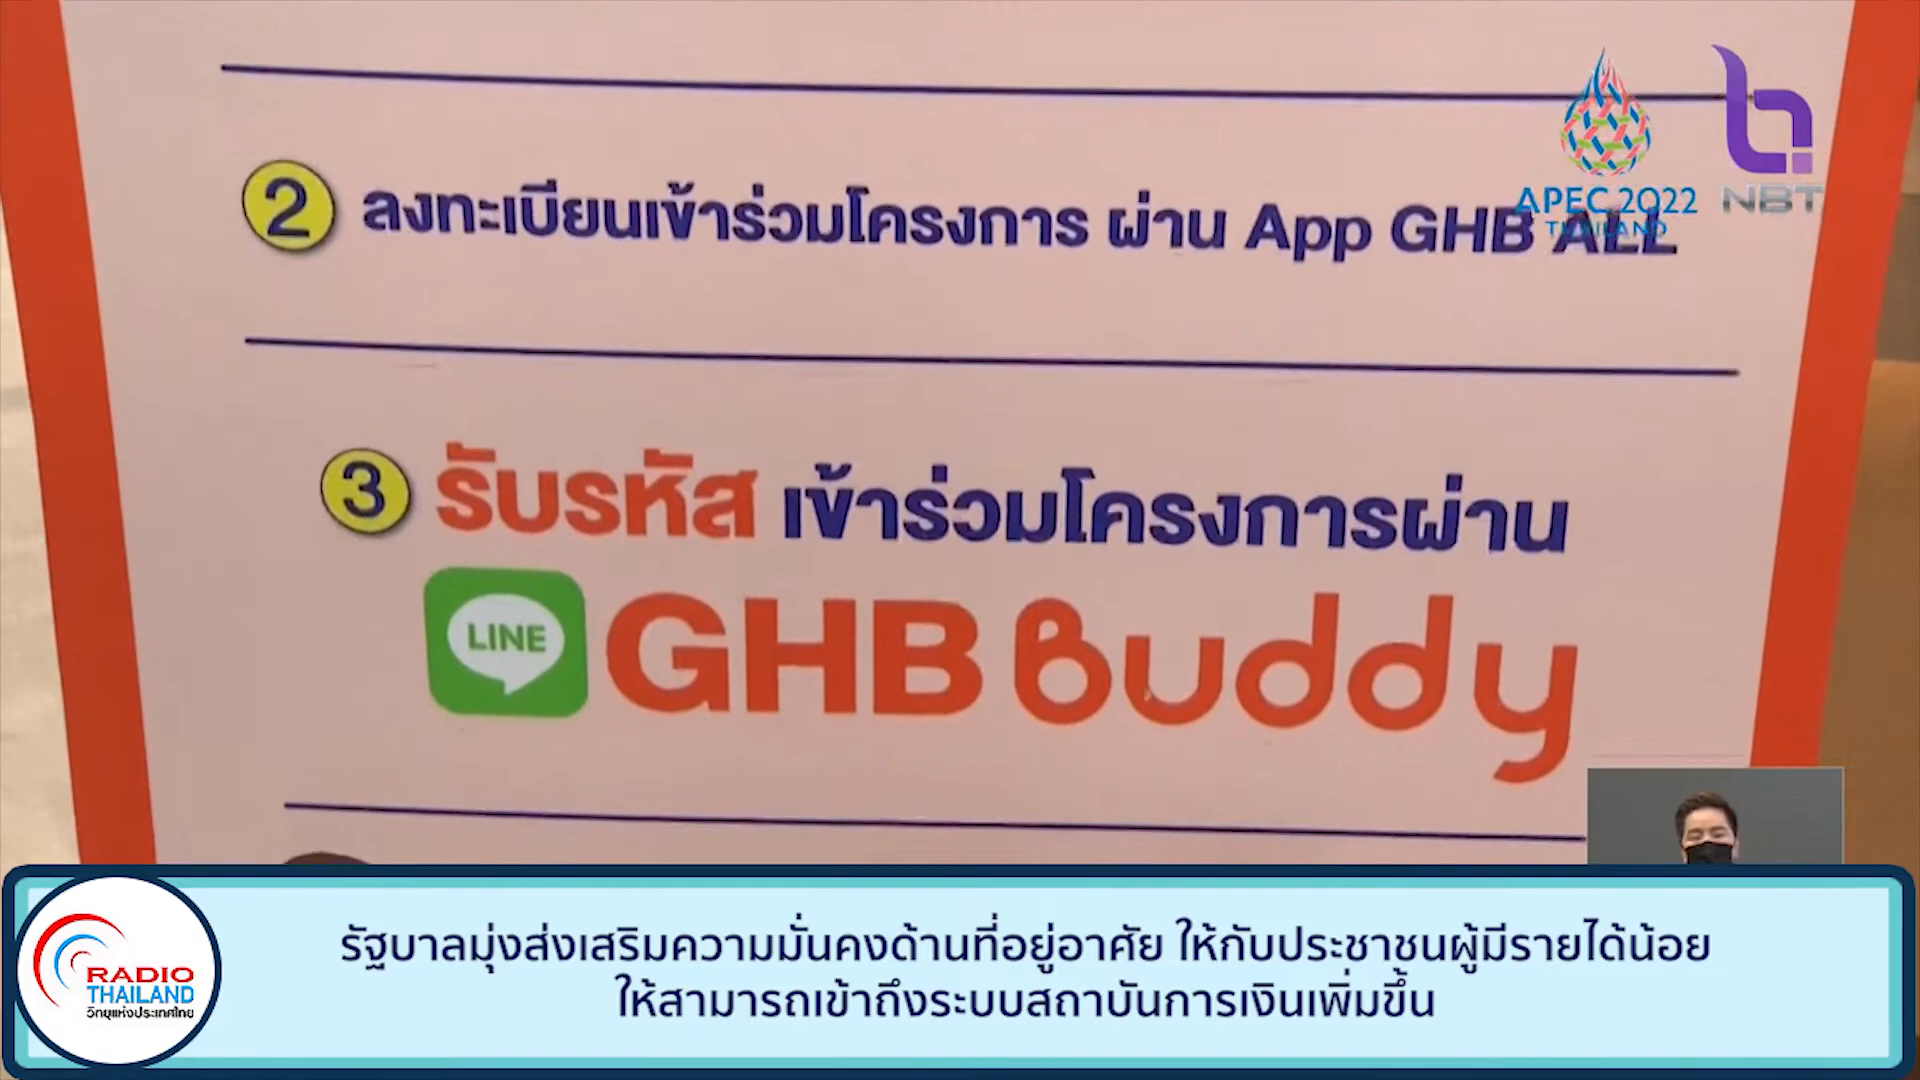 APEC 2022
THAILAND
NBT
2 ลงทะเบียนเข้าร่วมโครงการ ผ่าน App GHB ALL
3 รับรหัส เข้าร่วมโครงการผ่าน
LINE GHB Buddy
RADIO
THAILAND
วิทยุแห่งประเทศไทย
รัฐบาลมุ่งส่งเสริมความมั่นคงด้านที่อยู่อาศัย ให้กับประชาชนผู้มีรายได้น้อย
ให้สามารถเข้าถึงระบบสถาบันการเงินเพิ่มขึ้น